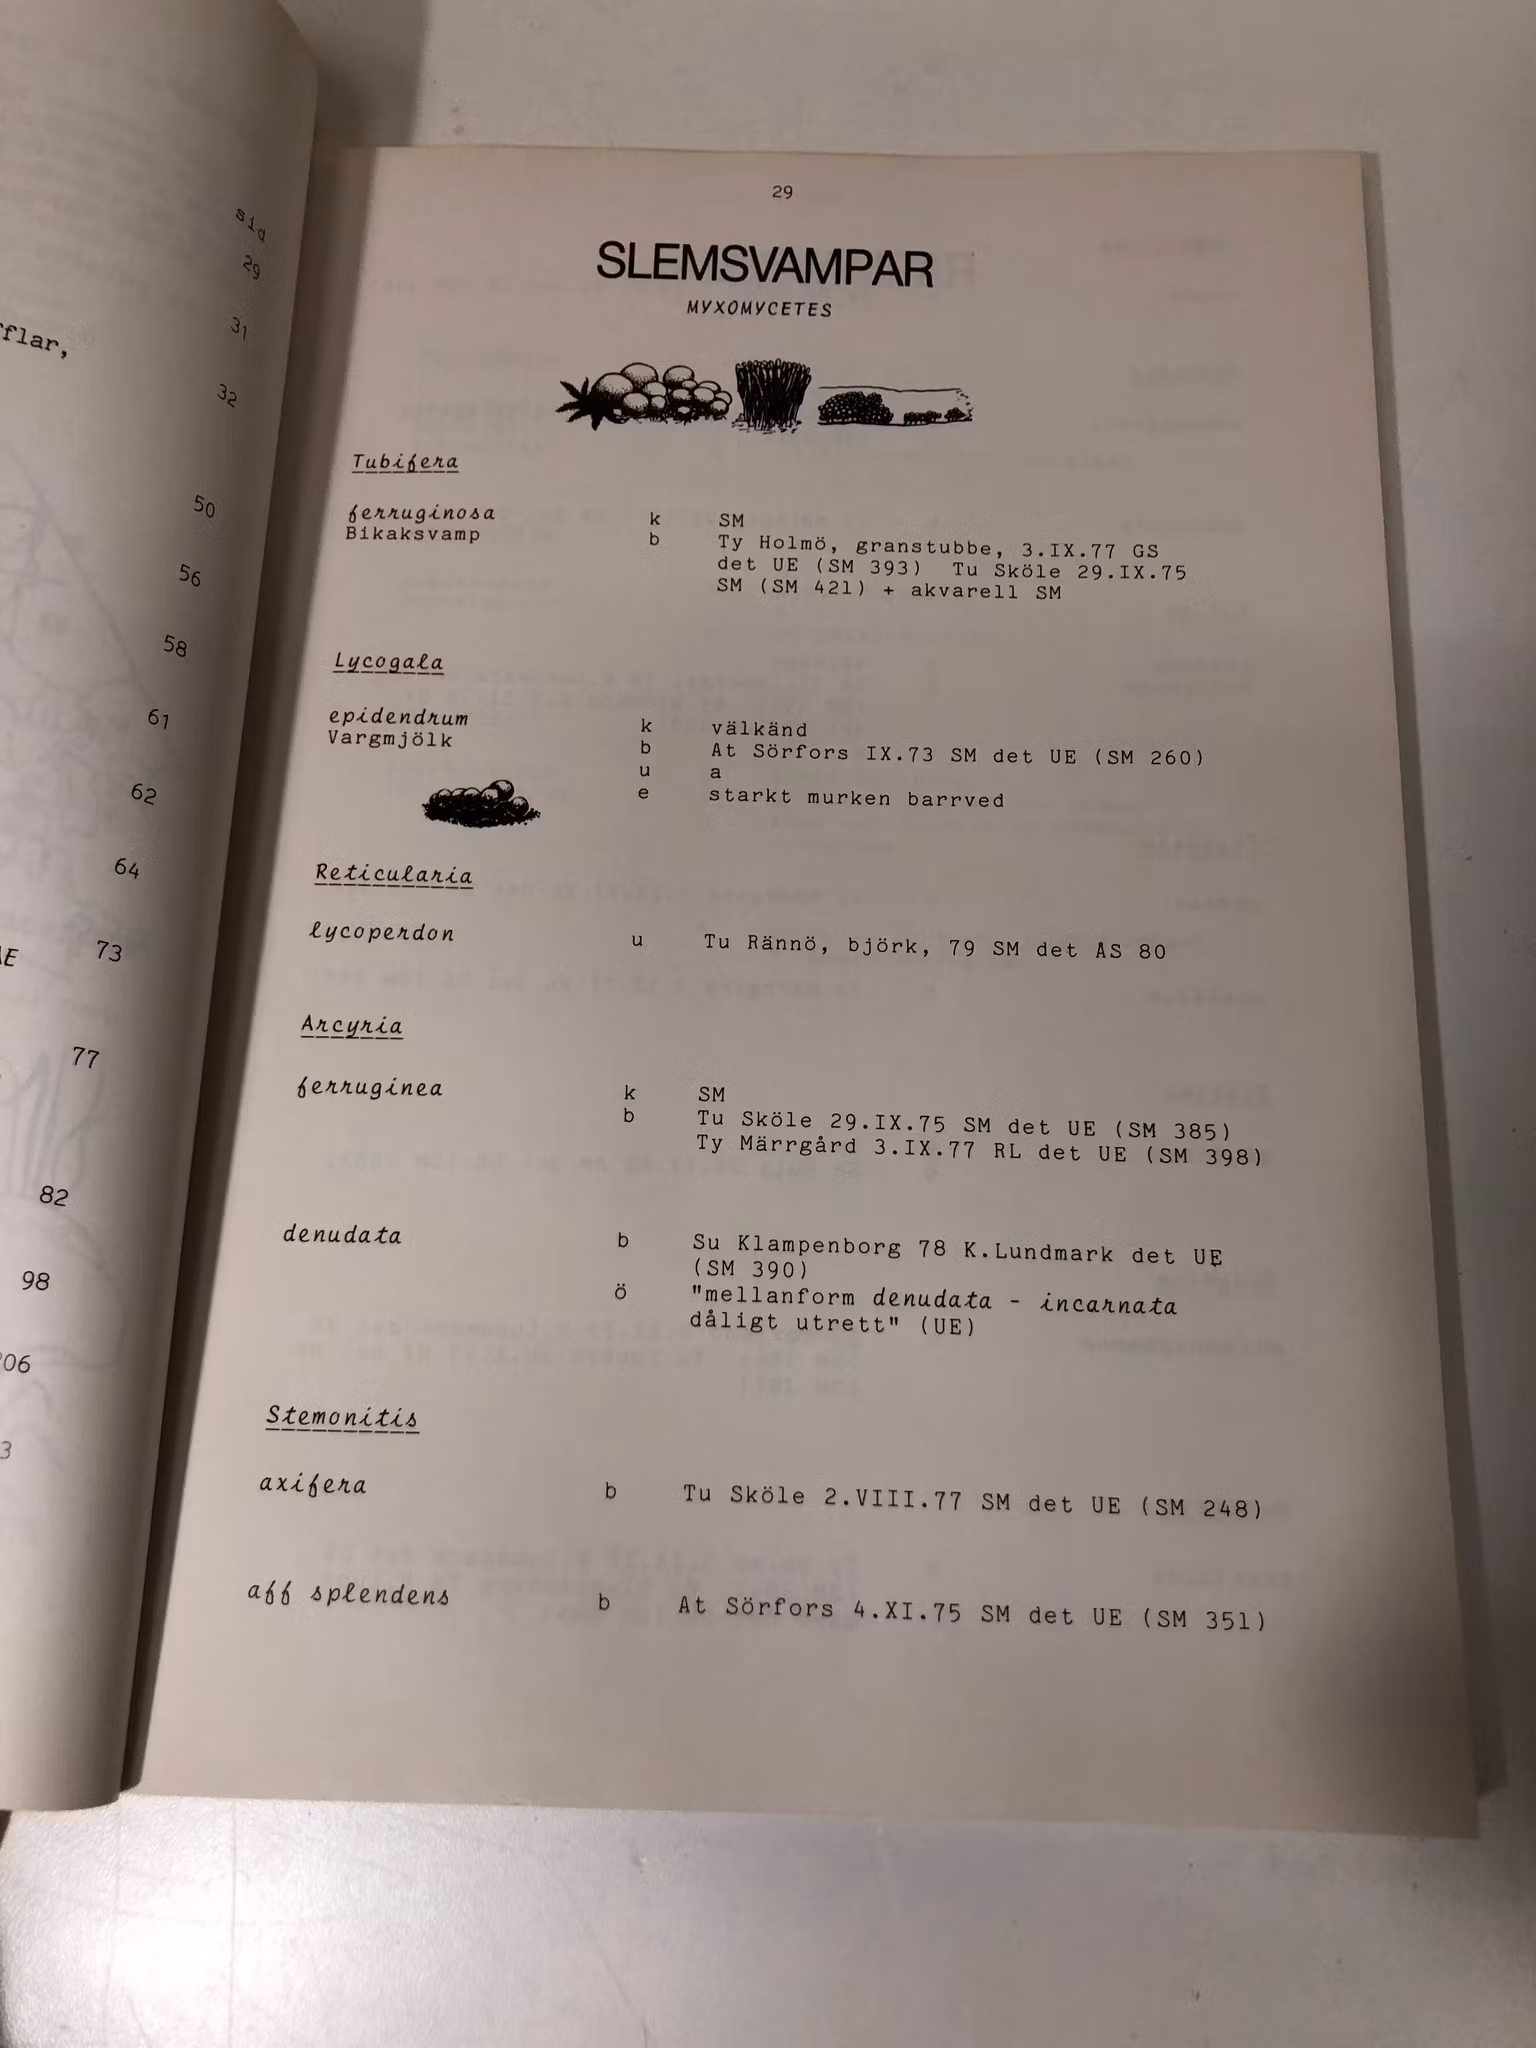 sid
29
31
flar,
32
50
56
58
61
62
64
73
77
82
98
206
3
29
SLEMSVAMPAR
MYXOMYCETES
Tubifera
ferruginosa k SM
Bikaksvamp b Ty Holmö, granstubbe, 3.IX.77 GS
det UE (SM 393) Tu Sköle 29.IX.75
SM (SM 421) + akvarell SM
Lycogala
epidendrum k välkänd
Vargmjölk b At Sörfors IX.73 SM det UE (SM 260)
u a
e starkt murken barrved
Reticularia
lycoperdon u Tu Rännö, björk, 79 SM det AS 80
Arcyria
ferruginea k SM
b Tu Sköle 29.IX.75 SM det UE (SM 385)
Ty Märrgård 3.IX.77 RL det UE (SM 398)
denudata b Su Klampenborg 78 K.Lundmark det UE
(SM 390)
ö "mellanform denudata - incarnata
dåligt utrett" (UE)
Stemonitis
axifera b Tu Sköle 2.VIII.77 SM det UE (SM 248)
aff splendens b At Sörfors 4.XI.75 SM det UE (SM 351)